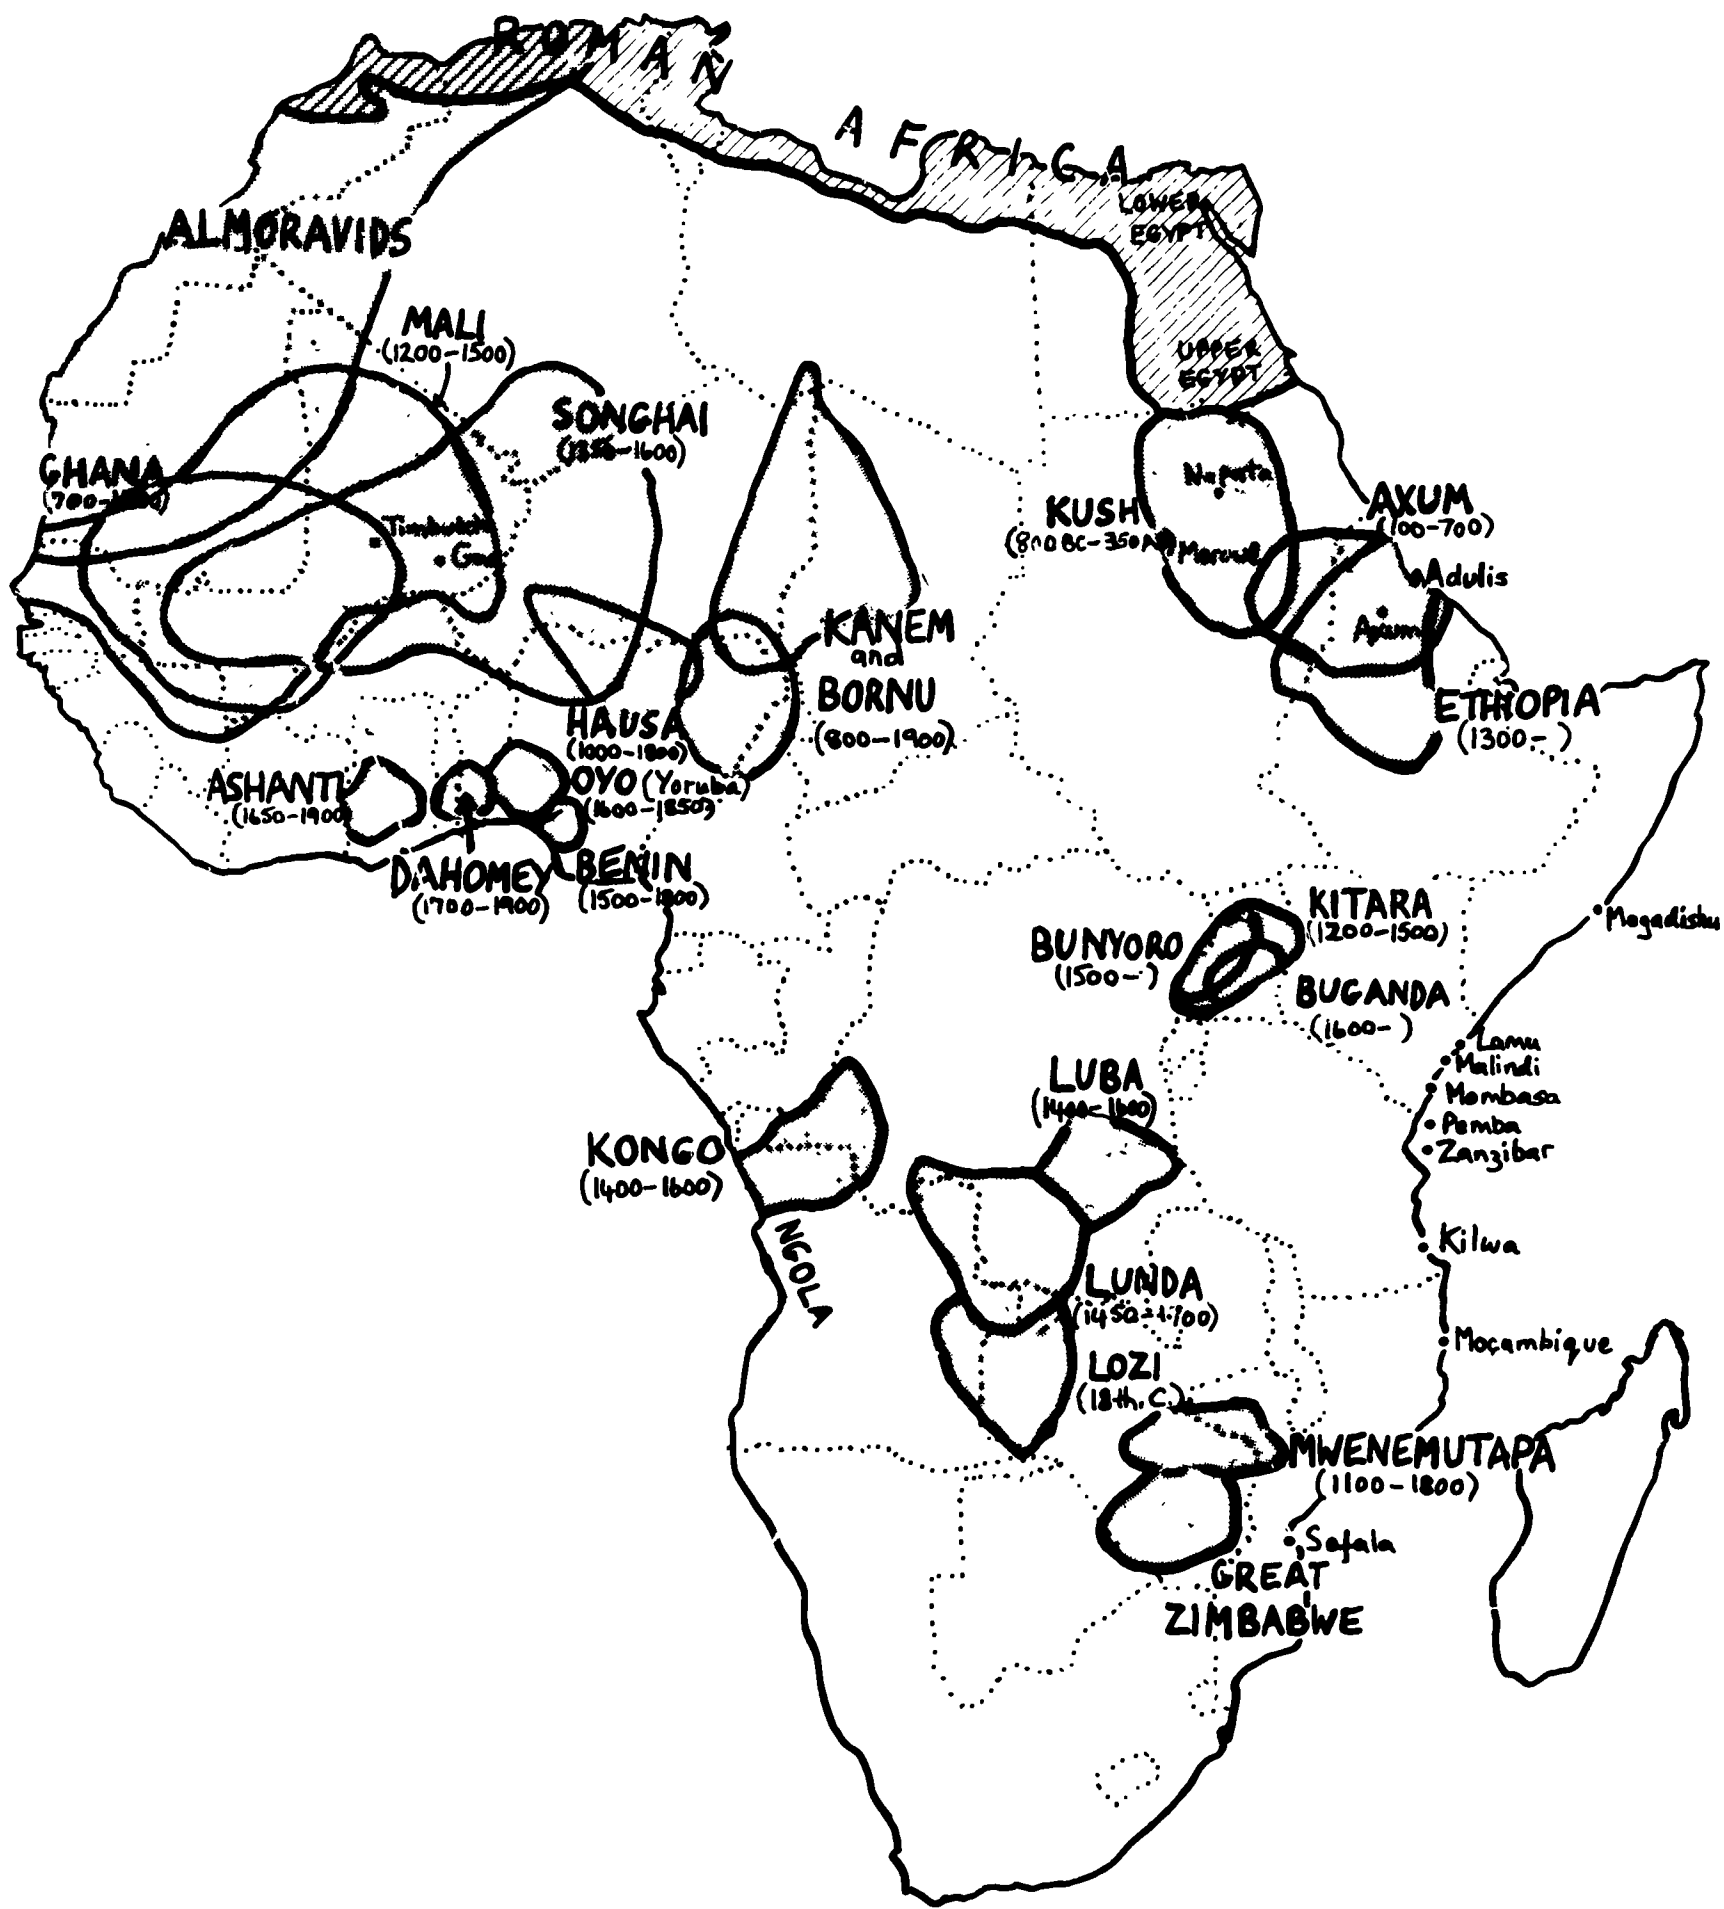 ROMAN
AFRICA
LOWER
EGYPT
UPPER
EGYPT
ALMORAVIDS
MALI
(1200-1500)
SONGHAI
GHANA
Timbuktu
Gao
KUSH
Napata
AXUM
(100-700)
Adulis
Axum
KANEM
and
BORNU
(800-1900)
ETHIOPIA
(1300- )
HAUSA
(1000-1800)
ASHANTI
(1650-1900)
OYO (Yoruba)
(1600-1850)
DAHOMEY
(1700-1900)
BENIN
(1500-1800)
KITARA
(1200-1500)
BUNYORO
(1500- )
BUGANDA
(1600- )
Mogadishu
Lamu
Malindi
Mombasa
Pemba
Zanzibar
LUBA
(1400-1600)
KONGO
(1400-1600)
NGOLA
Kilwa
LUNDA
LOZI
(18th. C.)
Moçambique
MWENEMUTAPA
(1100-1800)
Sofala
GREAT
ZIMBABWE